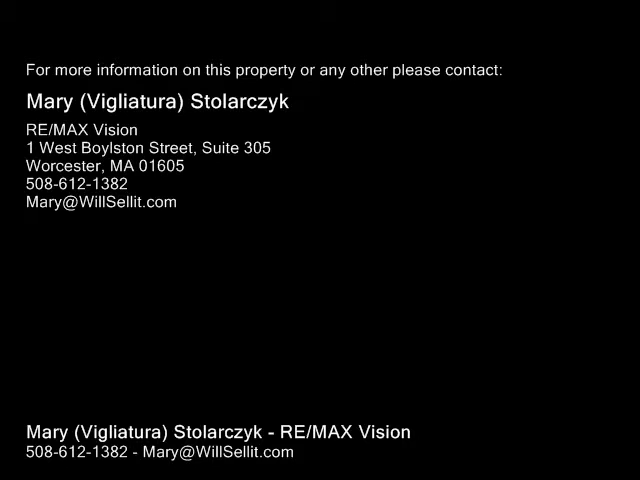 For more information on this property or any other please contact:
Mary (Vigliatura) Stolarczyk
RE/MAX Vision
1 West Boylston Street, Suite 305
Worcester, MA 01605
508-612-1382
Mary@WillSellit.com
Mary (Vigliatura) Stolarczyk - RE/MAX Vision
508-612-1382 - Mary@WillSellit.com